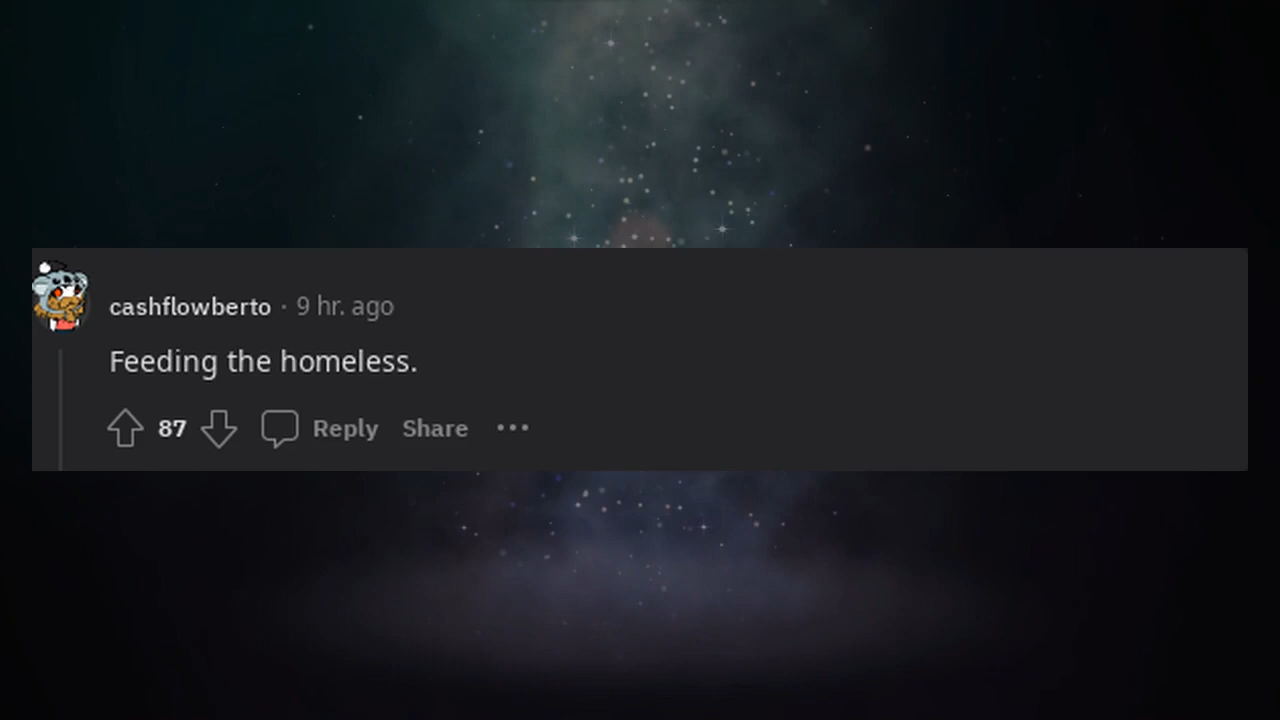 cashflowberto · 9 hr. ago
Feeding the homeless.
87 Reply Share •••